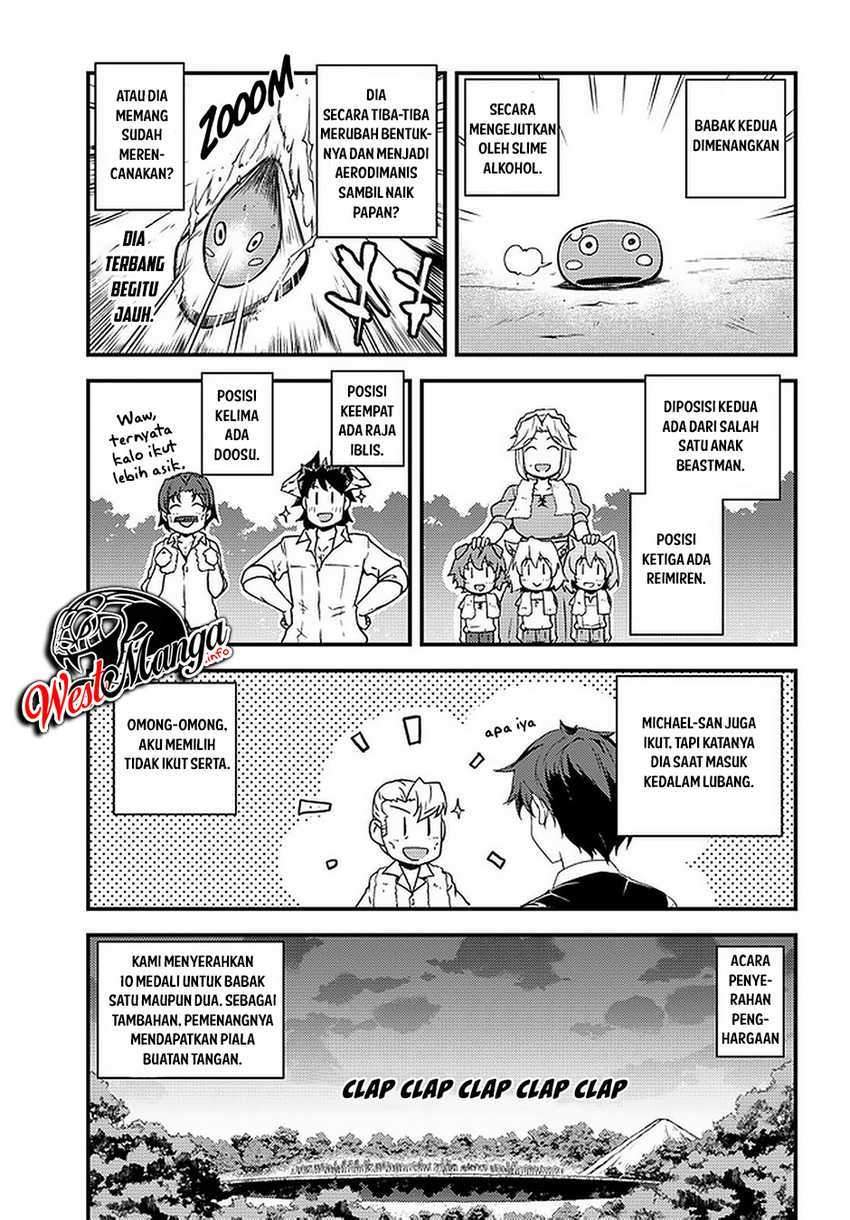 BABAK KEDUA
DIMENANGKAN
SECARA
MENGEJUTKAN
OLEH SLIME
ALKOHOL.
DIA
SECARA TIBA-TIBA
MERUBAH BENTUK-
NYA DAN MENJADI
AERODIMANIS
SAMBIL NAIK
PAPAN?
ZOOOM
ATAU DIA
MEMANG
SUDAH
MEREN-
CANAKAN?
DIA
TERBANG
BEGITU
JAUH.
DIPOSISI KEDUA
ADA DARI SALAH
SATU ANAK
BEASTMAN.
POSISI
KETIGA ADA
REIMIREN.
POSISI
KEEMPAT
ADA RAJA
IBLIS.
POSISI
KELIMA
ADA
DOOSU.
Waw,
ternyata
kalo ikut
lebih asik.
WestManga
.info
MICHAEL-SAN JUGA
IKUT, TAPI KATANYA
DIA SAAT MASUK
KEDALAM LUBANG.
apa iya
OMONG-OMONG,
AKU MEMILIH
TIDAK IKUT SERTA.
ACARA
PENYE-
RAHAN
PENG-
HARGAAN
KAMI MENYERAHKAN
10 MEDALI UNTUK BABAK
SATU MAUPUN DUA. SEBAGAI
TAMBAHAN, PEMENANGNYA
MENDAPATKAN PIALA
BUATAN TANGAN.
CLAP CLAP CLAP CLAP CLAP